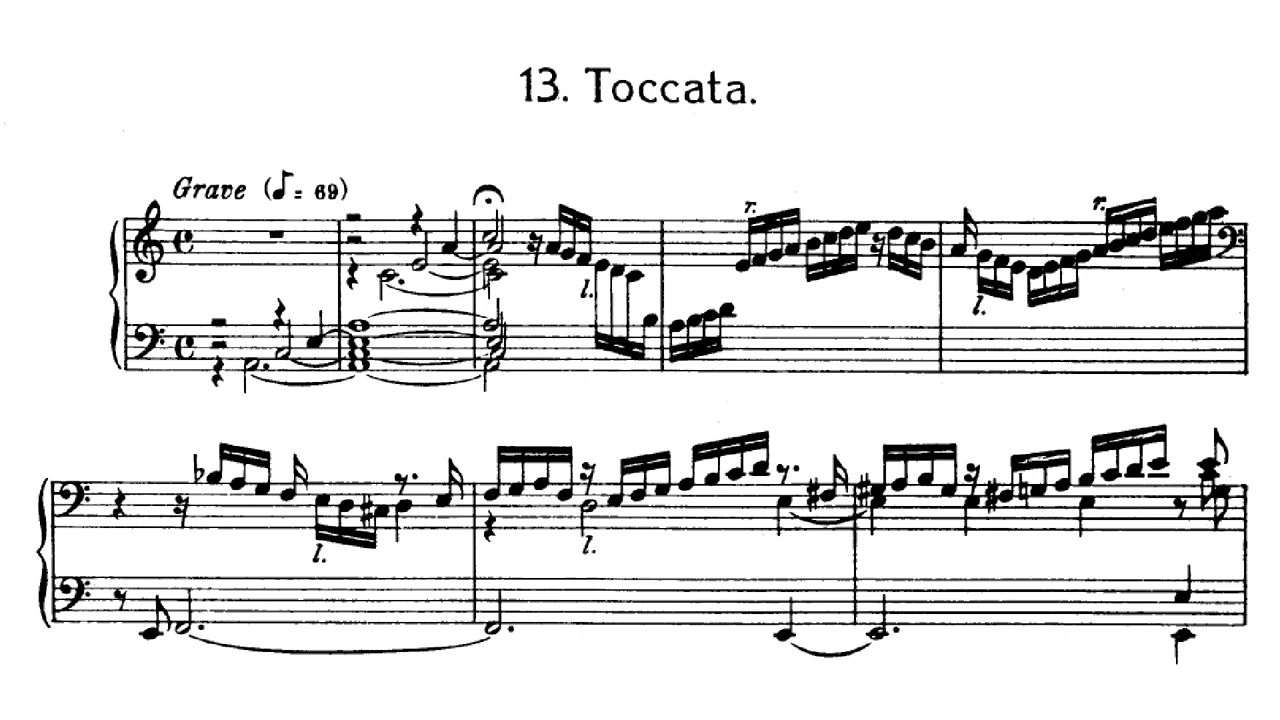 13. Toccata.
Grave (♪= 69)
r.
r.
l.
l.
l.
l.